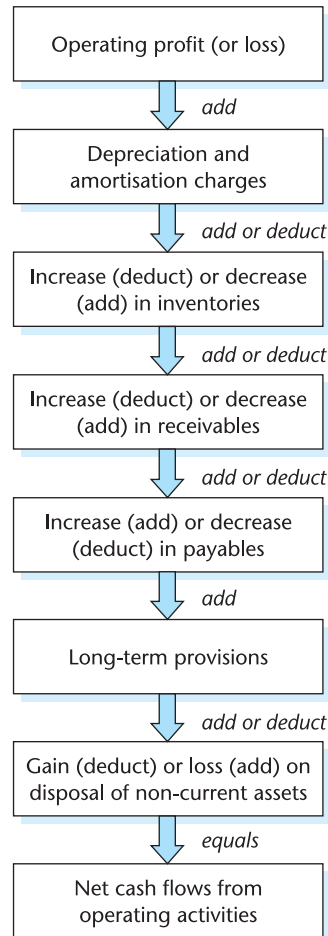 Operating profit (or loss)
add
Depreciation and
amortisation charges
add or deduct
Increase (deduct) or decrease
(add) in inventories
add or deduct
Increase (deduct) or decrease
(add) in receivables
add or deduct
Increase (add) or decrease
(deduct) in payables
add
Long-term provisions
add or deduct
Gain (deduct) or loss (add) on
disposal of non-current assets
equals
Net cash flows from
operating activities